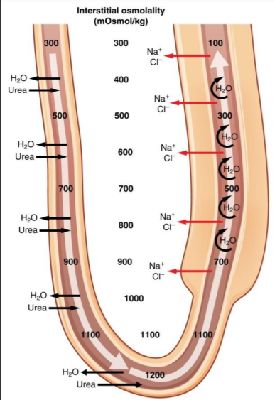 Interstitial osmolality
(mOsmol/kg)
300
300
100
Na⁺
Cl⁻
H₂O
Urea
400
H₂O
Na⁺
Cl⁻
500
500
300
H₂O
H₂O
Urea
600
Na⁺
Cl⁻
H₂O
700
700
500
H₂O
H₂O
Urea
800
Na⁺
Cl⁻
H₂O
900
900
700
Na⁺
Cl⁻
H₂O
Urea
1000
1100
1100
1100
H₂O
Urea
1200